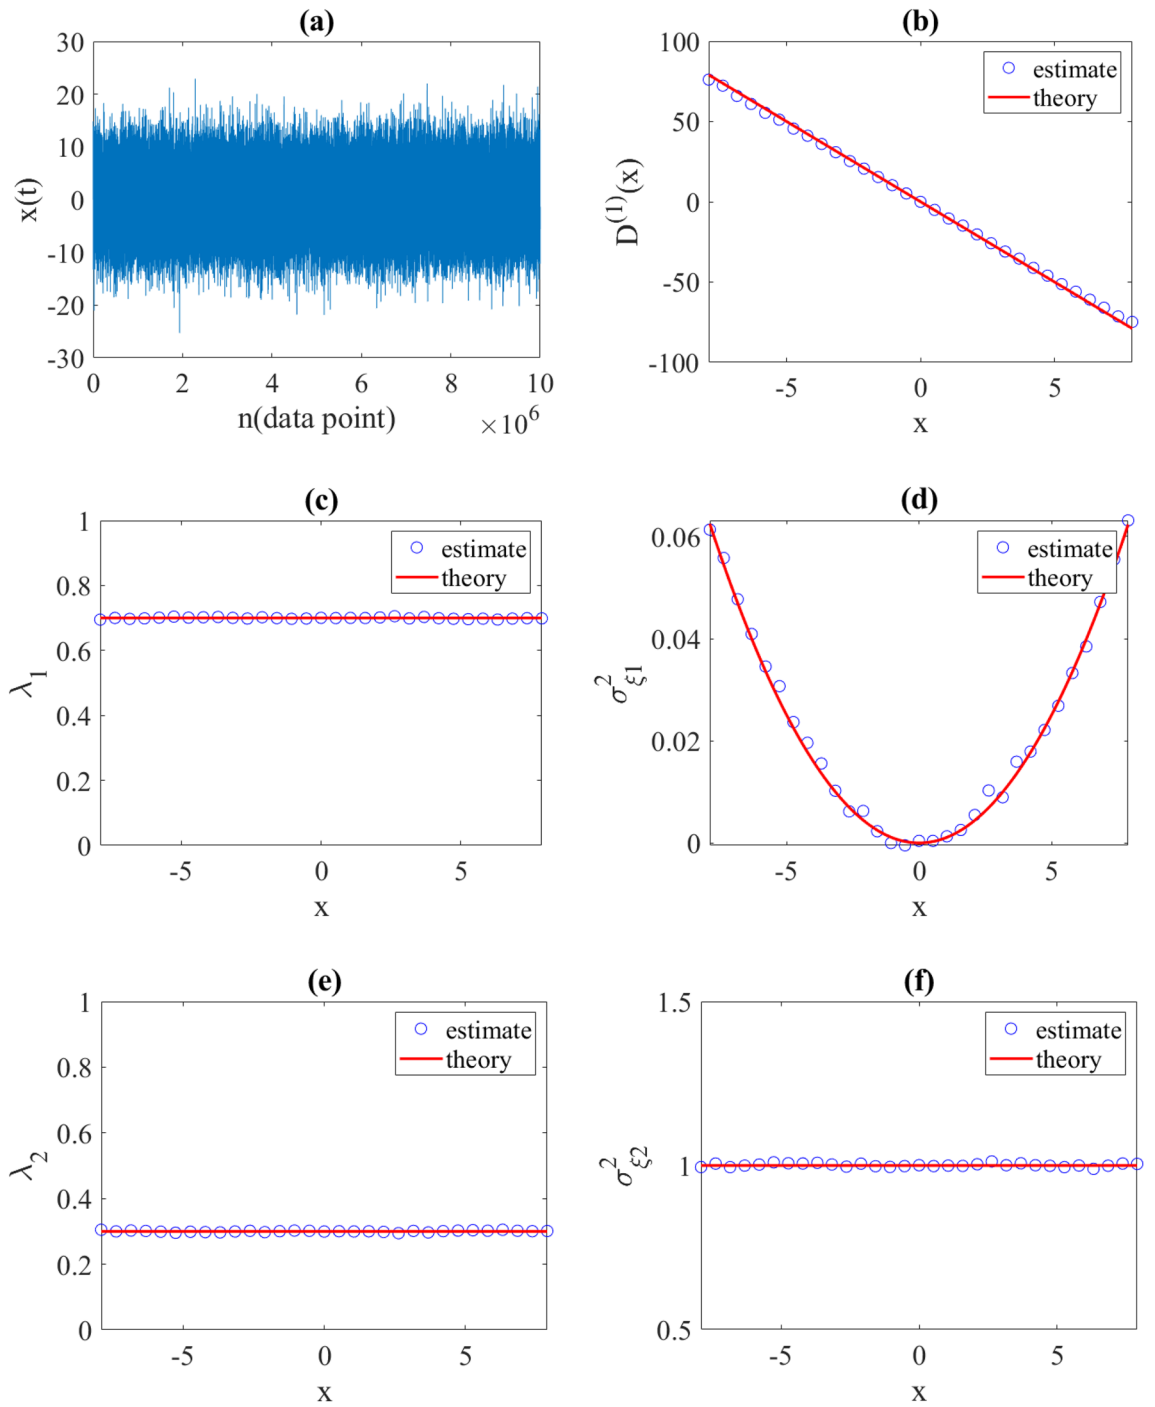 (a)
30
20
10
0
-10
-20
-30
x(t)
0 2 4 6 8 10
n(data point) ×10^6
(b)
100
50
0
-50
-100
D^(1)(x)
-5 0 5
x
estimate
theory
(c)
1
0.8
0.6
0.4
0.2
0
λ_1
-5 0 5
x
estimate
theory
(d)
0.06
0.04
0.02
0
σ^2_ξ1
-5 0 5
x
estimate
theory
(e)
1
0.8
0.6
0.4
0.2
0
λ_2
-5 0 5
x
estimate
theory
(f)
1.5
1
0.5
σ^2_ξ2
-5 0 5
x
estimate
theory